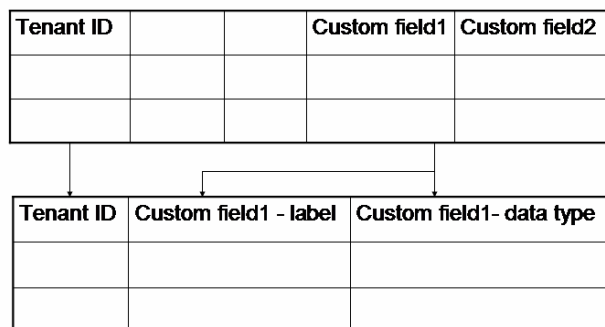 Tenant ID Custom field1 Custom field2
Tenant ID Custom field1 - label Custom field1- data type